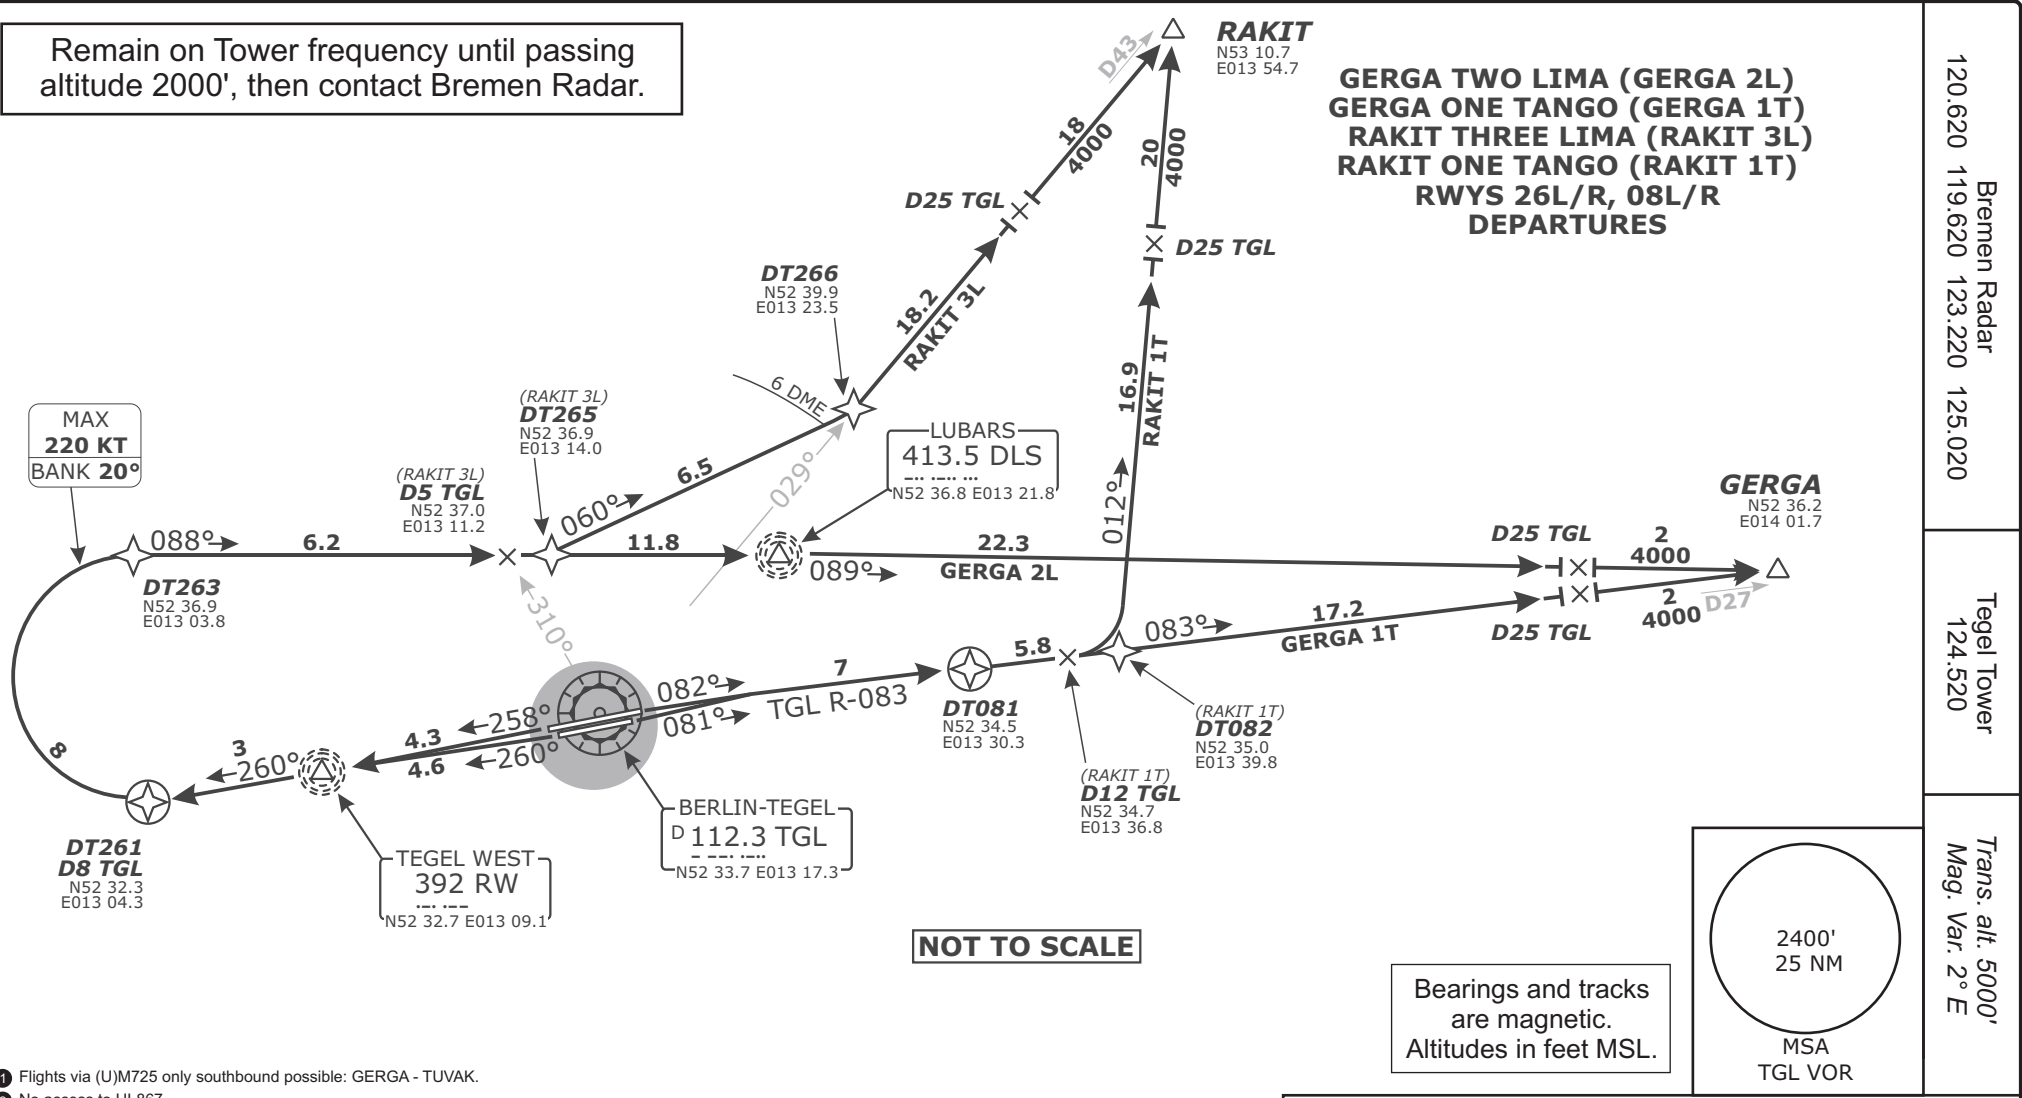 Remain on Tower frequency until passing
altitude 2000', then contact Bremen Radar.
D43
RAKIT
N53 10.7
E013 54.7
GERGA TWO LIMA (GERGA 2L)
GERGA ONE TANGO (GERGA 1T)
RAKIT THREE LIMA (RAKIT 3L)
RAKIT ONE TANGO (RAKIT 1T)
RWYS 26L/R, 08L/R
DEPARTURES
Bremen Radar
120.620 119.620 123.220 125.020
18
4000
20
4000
D25 TGL
D25 TGL
DT266
N52 39.9
E013 23.5
18.2
RAKIT 3L
16.9
RAKIT 1T
6 DME
MAX
220 KT
BANK 20°
(RAKIT 3L)
DT265
N52 36.9
E013 14.0
(RAKIT 3L)
D5 TGL
N52 37.0
E013 11.2
LUBARS
413.5 DLS
N52 36.8 E013 21.8
6.5
029°
060°
012°
GERGA
N52 36.2
E014 01.7
088°
6.2
11.8
22.3
089°
GERGA 2L
D25 TGL
2
4000
DT263
N52 36.9
E013 03.8
310°
083°
17.2
GERGA 1T
D25 TGL
2
4000
D27
Tegel Tower
124.520
5.8
082°
7
TGL R-083
081°
DT081
N52 34.5
E013 30.3
(RAKIT 1T)
DT082
N52 35.0
E013 39.8
258°
4.3
4.6
260°
8
3
260°
(RAKIT 1T)
D12 TGL
N52 34.7
E013 36.8
BERLIN-TEGEL
D 112.3 TGL
N52 33.7 E013 17.3
DT261
D8 TGL
N52 32.3
E013 04.3
TEGEL WEST
392 RW
N52 32.7 E013 09.1
NOT TO SCALE
Trans. alt. 5000'
Mag. Var. 2° E
Bearings and tracks
are magnetic.
Altitudes in feet MSL.
2400'
25 NM
MSA
TGL VOR
1 Flights via (U)M725 only southbound possible: GERGA - TUVAK.